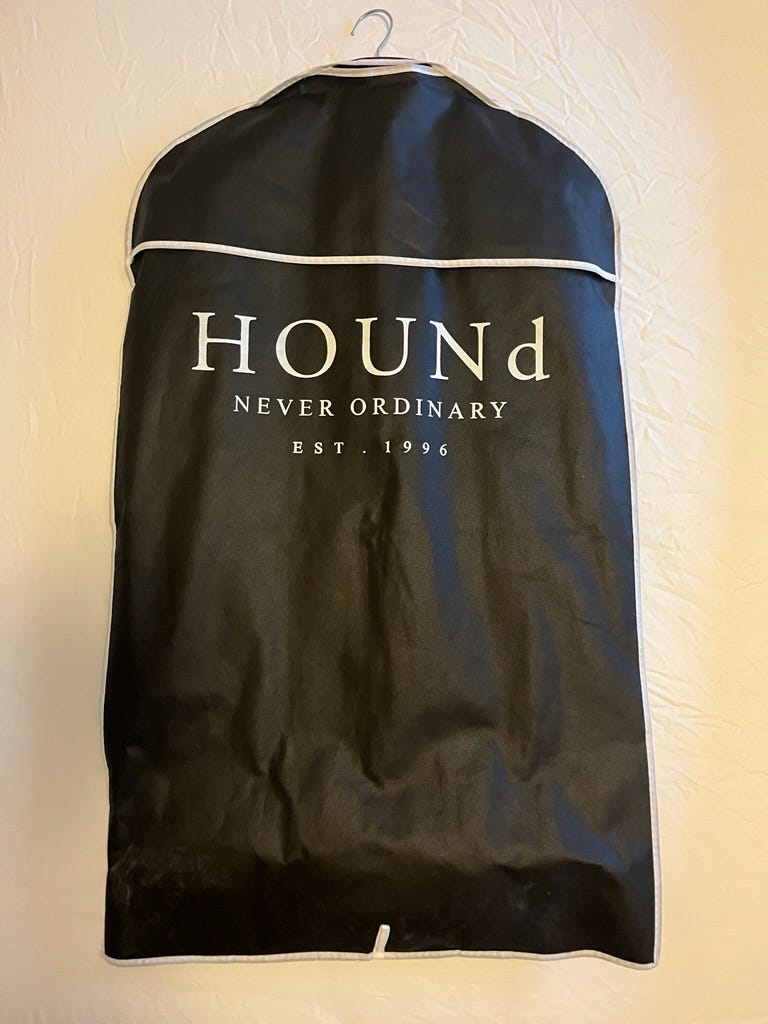 HOUNd
NEVER ORDINARY
EST . 1996